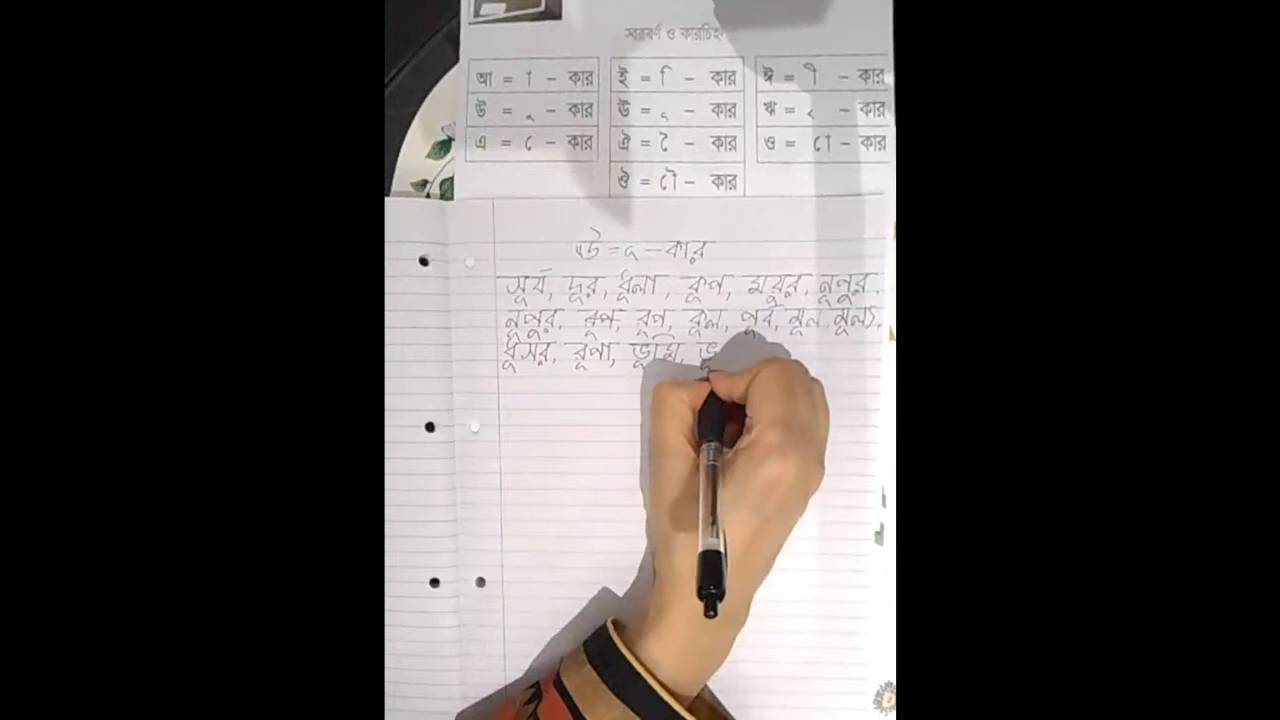 স্বরবর্ণ ও কারচিহ্ন
আ = া - কার ই = ি - কার ঈ = ী - কার
উ = ু - কার ঊ = ূ - কার ঋ = ৃ - কার
এ = ে - কার ঐ = ৈ - কার ও = ো - কার
ঔ = ৌ - কার
ঊ = ূ - কার
সূর্য, দূর, ধূলা, কূপ, ময়ূর, নূপুর,
নূপুর, রূপ, রূপ, কূল, পূর্ব, মূল, মূল্য,
ধূসর, রূপা, ভূমি, ভূ